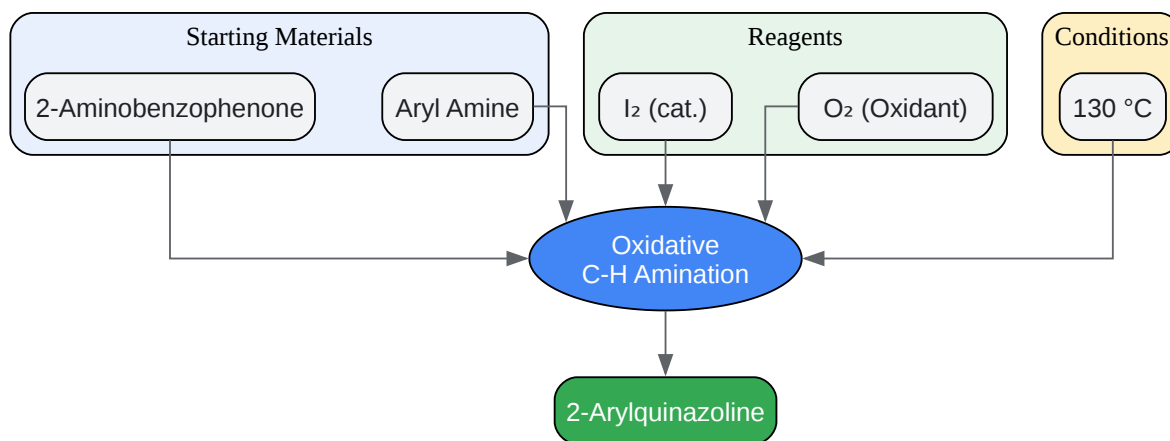 Starting Materials
Reagents
Conditions
2-Aminobenzophenone
Aryl Amine
I₂ (cat.)
O₂ (Oxidant)
130 °C
Oxidative
C-H Amination
2-Arylquinazoline